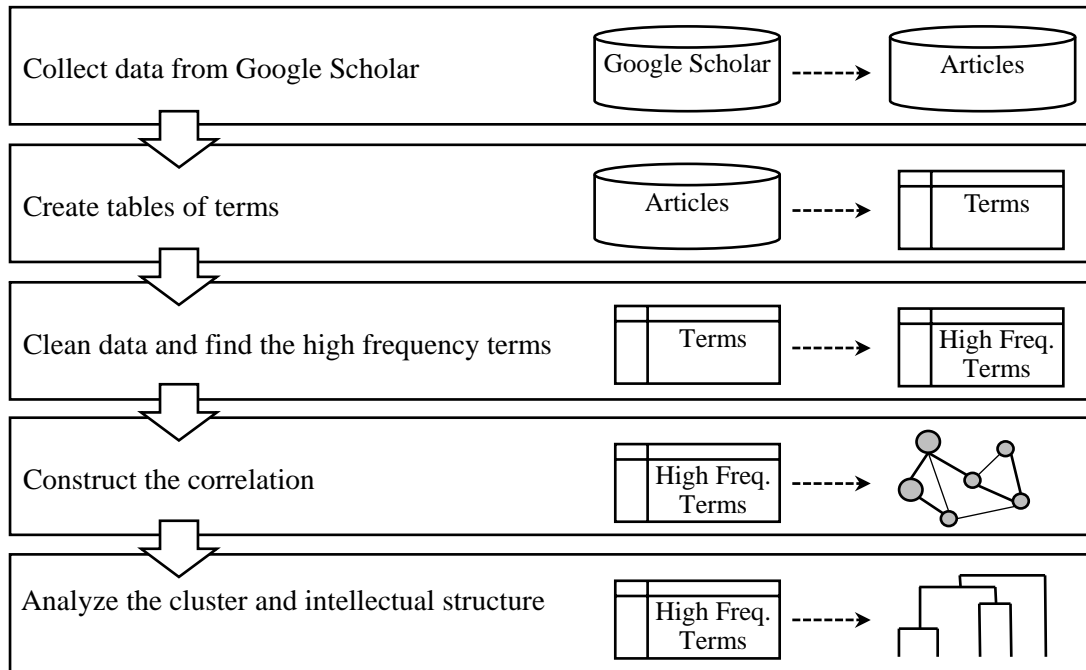 Collect data from Google Scholar
Google Scholar
Articles
Create tables of terms
Articles
Terms
Clean data and find the high frequency terms
Terms
High Freq.
Terms
Construct the correlation
High Freq.
Terms
Analyze the cluster and intellectual structure
High Freq.
Terms